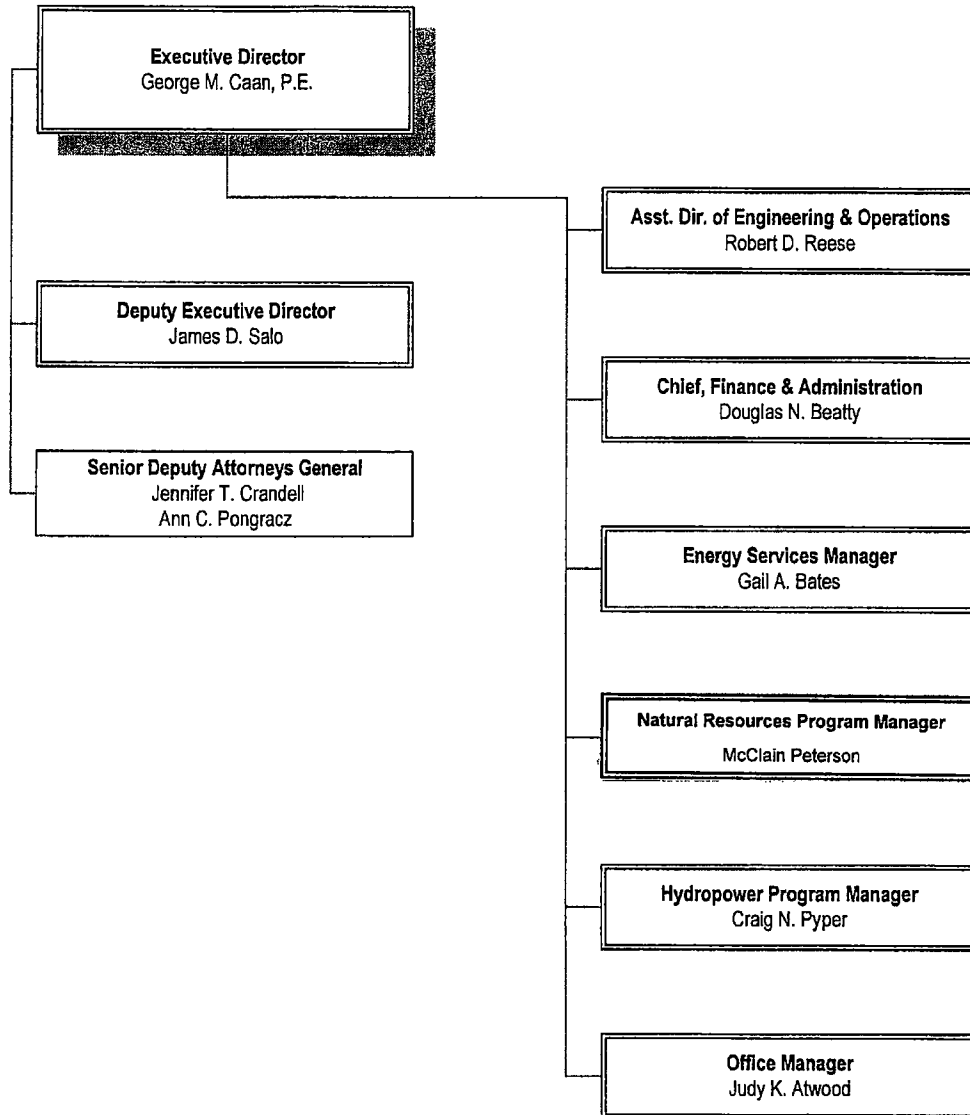 Executive Director
George M. Caan, P.E.
Deputy Executive Director
James D. Salo
Senior Deputy Attorneys General
Jennifer T. Crandell
Ann C. Pongracz
Asst. Dir. of Engineering & Operations
Robert D. Reese
Chief, Finance & Administration
Douglas N. Beatty
Energy Services Manager
Gail A. Bates
Natural Resources Program Manager
McClain Peterson
Hydropower Program Manager
Craig N. Pyper
Office Manager
Judy K. Atwood